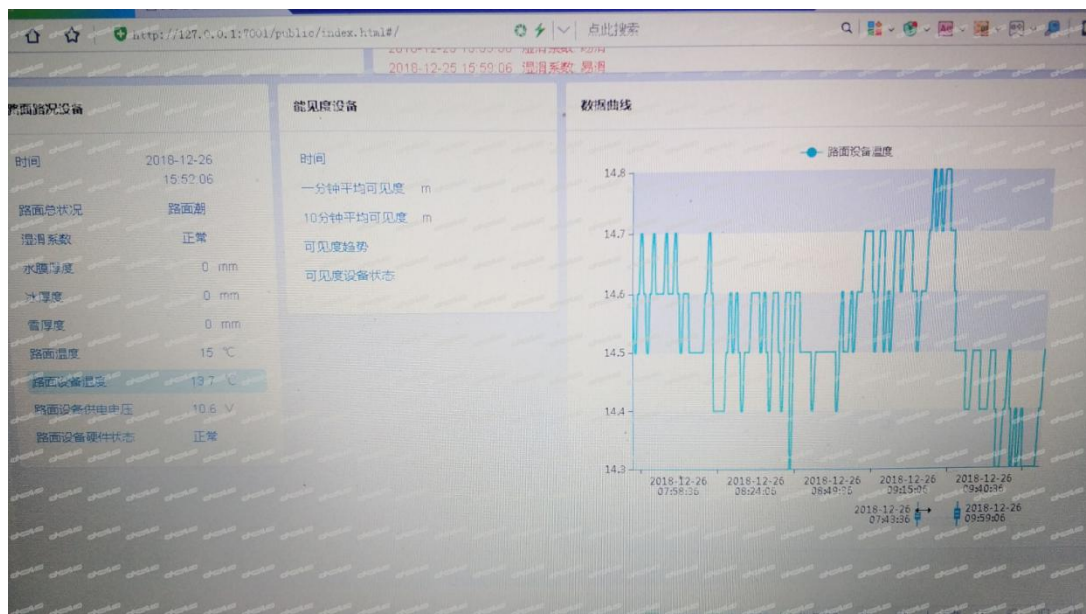 http://127.0.0.1:7001/public/index.html#/
点此搜索
2018-12-25 15:59:06 湿滑系数 易滑
路面路况设备
时间 2018-12-26 15:52:06
路面总状况 路面潮
湿滑系数 正常
水膜厚度 0 mm
冰厚度 0 mm
雪厚度 0 mm
路面温度 15 ℃
路面设备温度 13.7 ℃
路面设备供电电压 10.6 V
路面设备硬件状态 正常
能见度设备
时间
一分钟平均可见度 m
10分钟平均可见度 m
可见度趋势
可见度设备状态
数据曲线
路面设备温度
14.8
14.7
14.6
14.5
14.4
14.3
2018-12-26 07:58:36
2018-12-26 08:24:06
2018-12-26 08:49:36
2018-12-26 09:15:06
2018-12-26 09:40:36
2018-12-26 07:43:36
2018-12-26 09:59:06